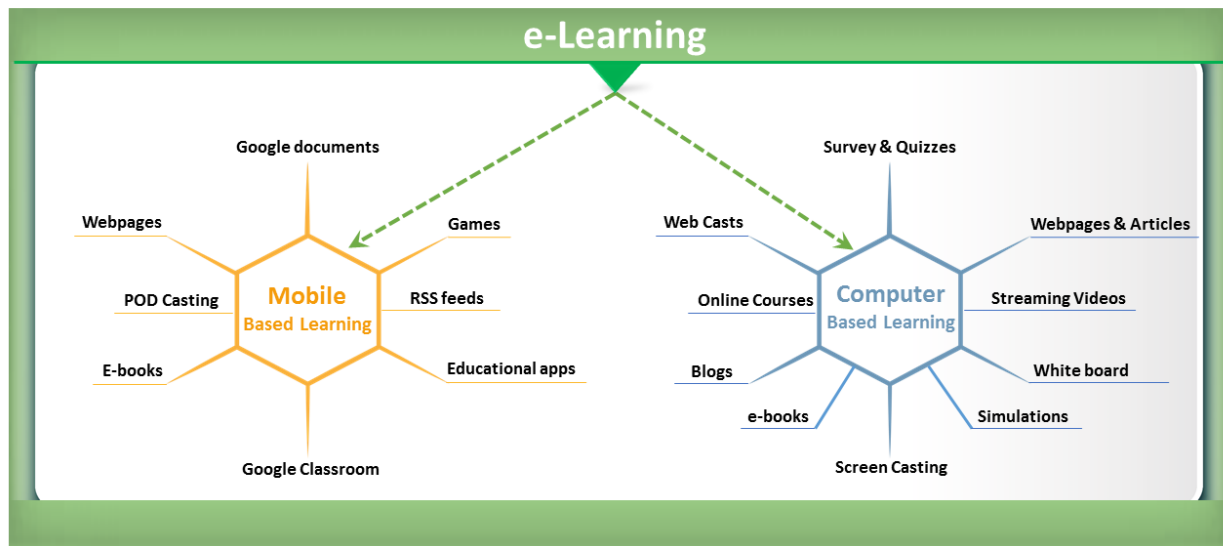 e-Learning
Google documents
Webpages
Games
POD Casting
Mobile
Based Learning
RSS feeds
E-books
Educational apps
Google Classroom
Survey & Quizzes
Web Casts
Webpages & Articles
Online Courses
Computer
Based Learning
Streaming Videos
Blogs
White board
e-books
Simulations
Screen Casting